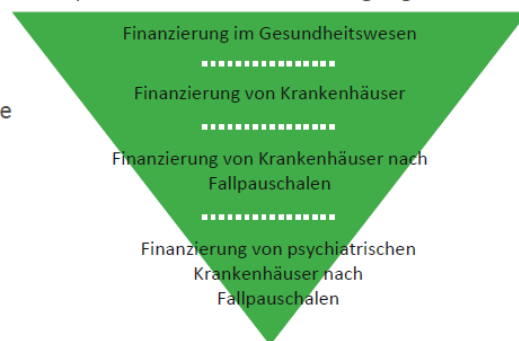 Finanzierung im Gesundheitswesen
Finanzierung von Krankenhäuser
e
Finanzierung von Krankenhäuser nach
Fallpauschalen
Finanzierung von psychiatrischen
Krankenhäuser nach
Fallpauschalen